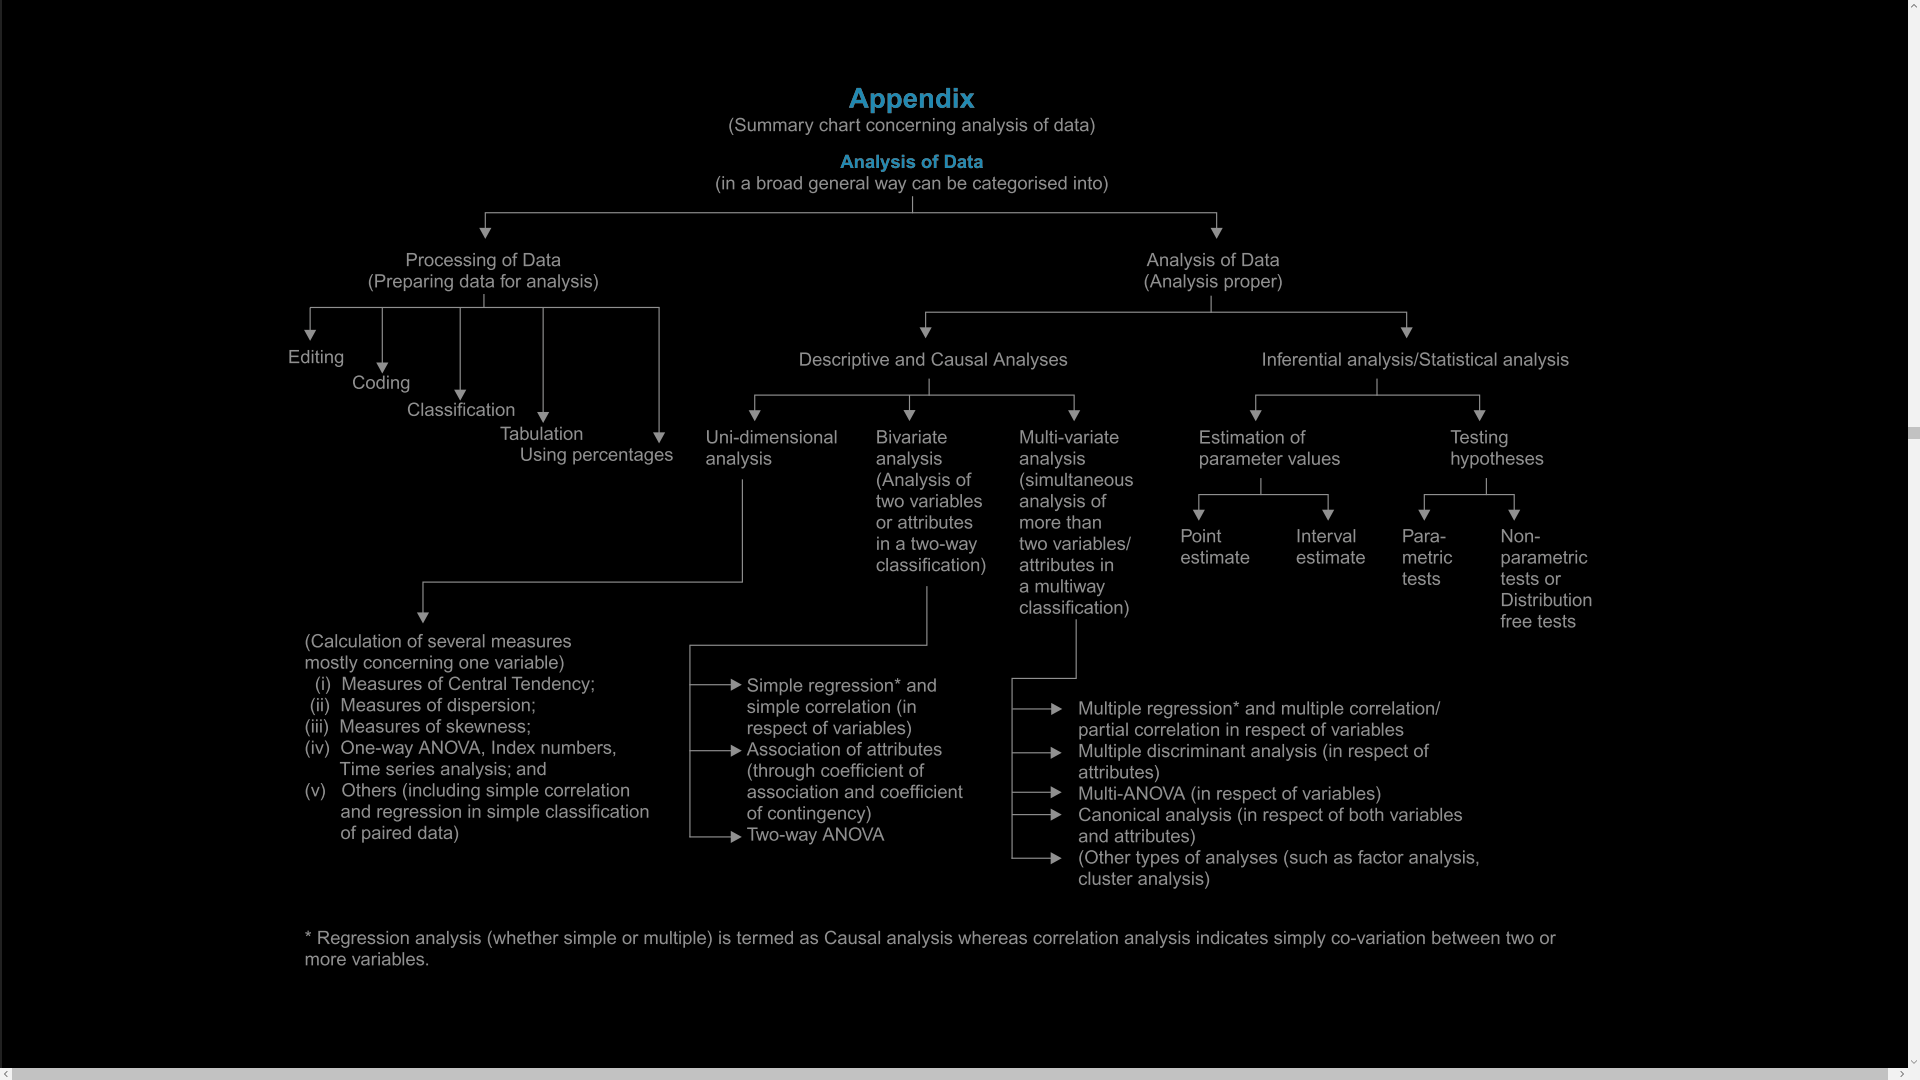 Appendix
(Summary chart concerning analysis of data)
Analysis of Data
(in a broad general way can be categorised into)
Processing of Data
(Preparing data for analysis)
Analysis of Data
(Analysis proper)
Editing
Coding
Classification
Tabulation
Using percentages
Descriptive and Causal Analyses
Inferential analysis/Statistical analysis
Uni-dimensional
analysis
Bivariate
analysis
(Analysis of
two variables
or attributes
in a two-way
classification)
Multi-variate
analysis
(simultaneous
analysis of
more than
two variables/
attributes in
a multiway
classification)
Estimation of
parameter values
Testing
hypotheses
Point
estimate
Interval
estimate
Para-
metric
tests
Non-
parametric
tests or
Distribution
free tests
(Calculation of several measures
mostly concerning one variable)
(i) Measures of Central Tendency;
(ii) Measures of dispersion;
(iii) Measures of skewness;
(iv) One-way ANOVA, Index numbers,
Time series analysis; and
(v) Others (including simple correlation
and regression in simple classification
of paired data)
Simple regression* and
simple correlation (in
respect of variables)
Association of attributes
(through coefficient of
association and coefficient
of contingency)
Two-way ANOVA
Multiple regression* and multiple correlation/
partial correlation in respect of variables
Multiple discriminant analysis (in respect of
attributes)
Multi-ANOVA (in respect of variables)
Canonical analysis (in respect of both variables
and attributes)
(Other types of analyses (such as factor analysis,
cluster analysis)
* Regression analysis (whether simple or multiple) is termed as Causal analysis whereas correlation analysis indicates simply co-variation between two or
more variables.